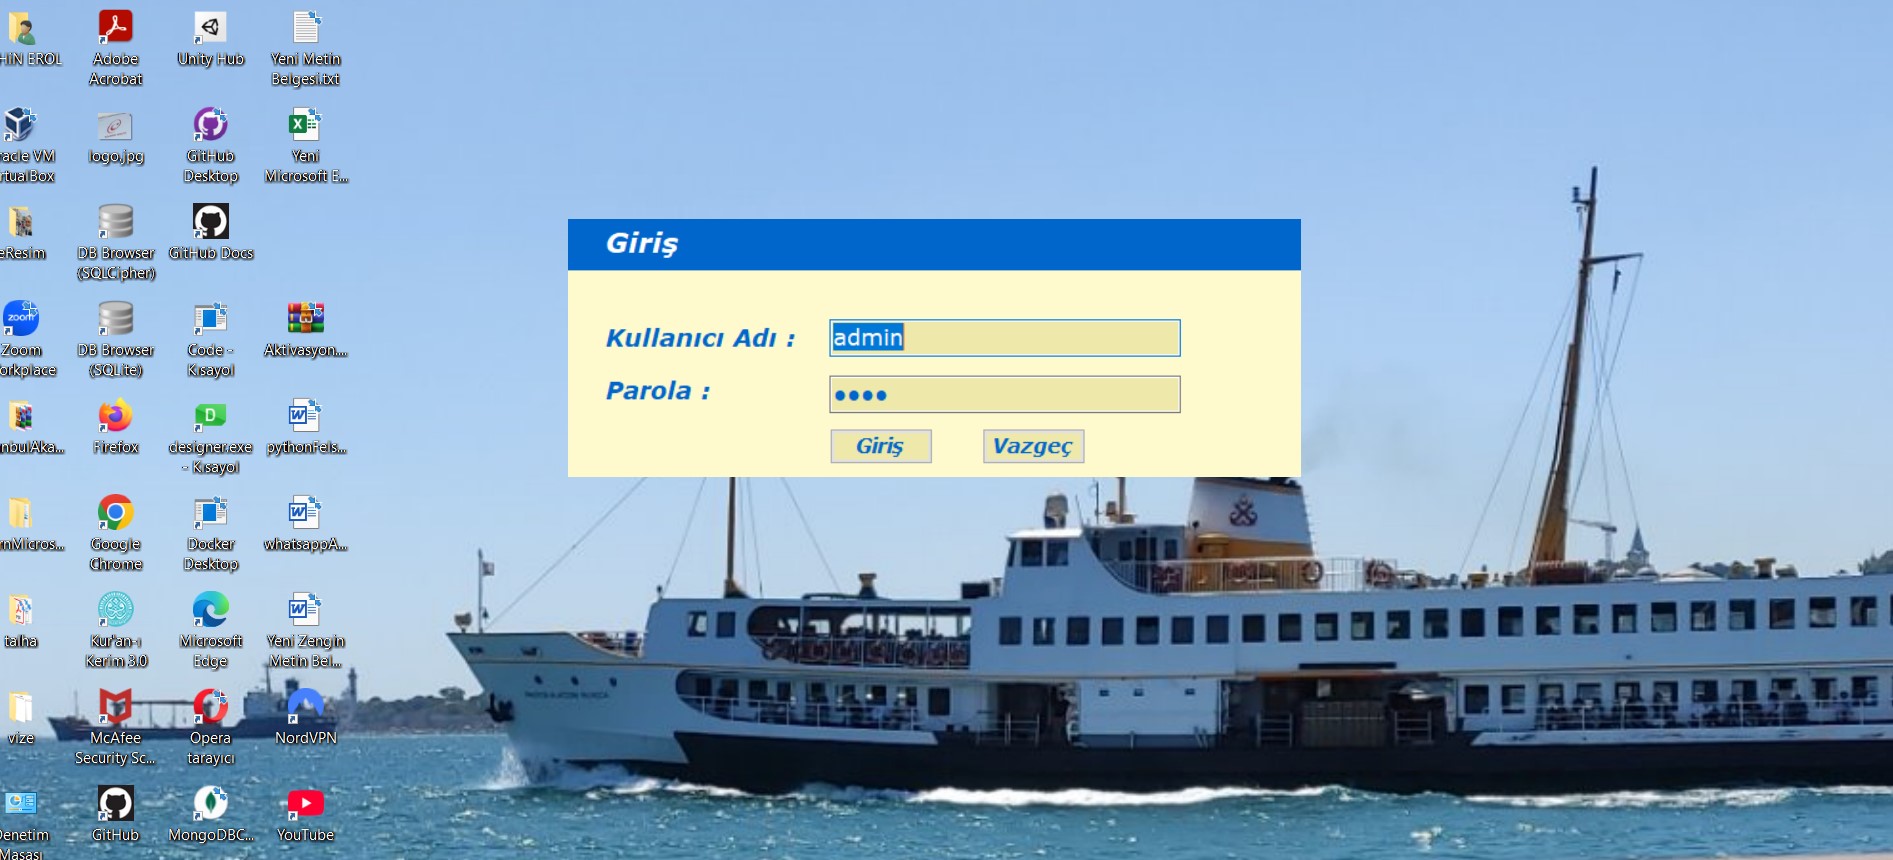 HiN EROL
Adobe
Acrobat
Unity Hub
Yeni Metin
Belgesi.txt
racle VM
rtualBox
logo.jpg
GitHub
Desktop
Yeni
Microsoft E...
eResim
DB Browser
(SQLCipher)
GitHub Docs
zoom
Zoom
orkplace
DB Browser
(SQLite)
Code -
Kısayol
Aktivasyon....
nbulAka...
Firefox
D
designer.exe
- Kısayol
pythonFels...
rnMicros...
Google
Chrome
Docker
Desktop
whatsappA...
talha
Kur'an-ı
Kerim 3.0
Microsoft
Edge
Yeni Zengin
Metin Bel...
vize
McAfee
Security Sc...
Opera
tarayıcı
NordVPN
Denetim
Masası
GitHub
MongoDBC...
YouTube
Giriş
Kullanıcı Adı :
admin
Parola :
Giriş
Vazgeç